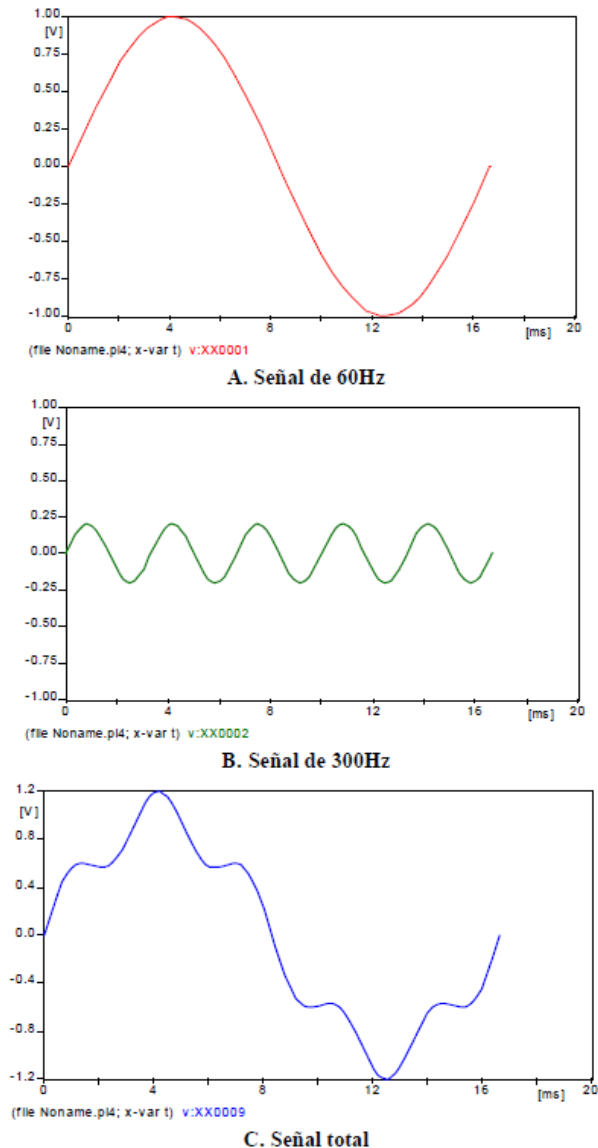 1.00
[V]
0.75
0.50
0.25
0.00
-0.25
-0.50
-0.75
-1.00
0 4 8 12 16 [ms] 20
(file Noname.pl4; x-var t) v:XX0001
A. Señal de 60Hz
1.00
[V]
0.75
0.50
0.25
0.00
-0.25
-0.50
-0.75
-1.00
0 4 8 12 16 [ms] 20
(file Noname.pl4; x-var t) v:XX0002
B. Señal de 300Hz
1.2
[V]
0.8
0.4
0.0
-0.4
-0.8
-1.2
0 4 8 12 16 [ms] 20
(file Noname.pl4; x-var t) v:XX0009
C. Señal total